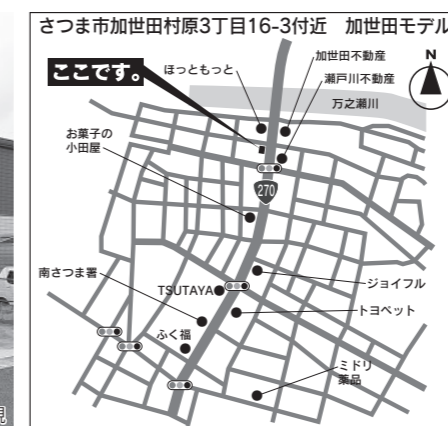 さつま市加世田村原3丁目16-3付近 加世田モデル
加世田不動産
ほっともっと
瀬戸川不動産
N
ここです。
万之瀬川
お菓子の
小田屋
270
南さつま署
TSUTAYA
ジョイフル
トヨペット
ふく福
ミドリ
薬品